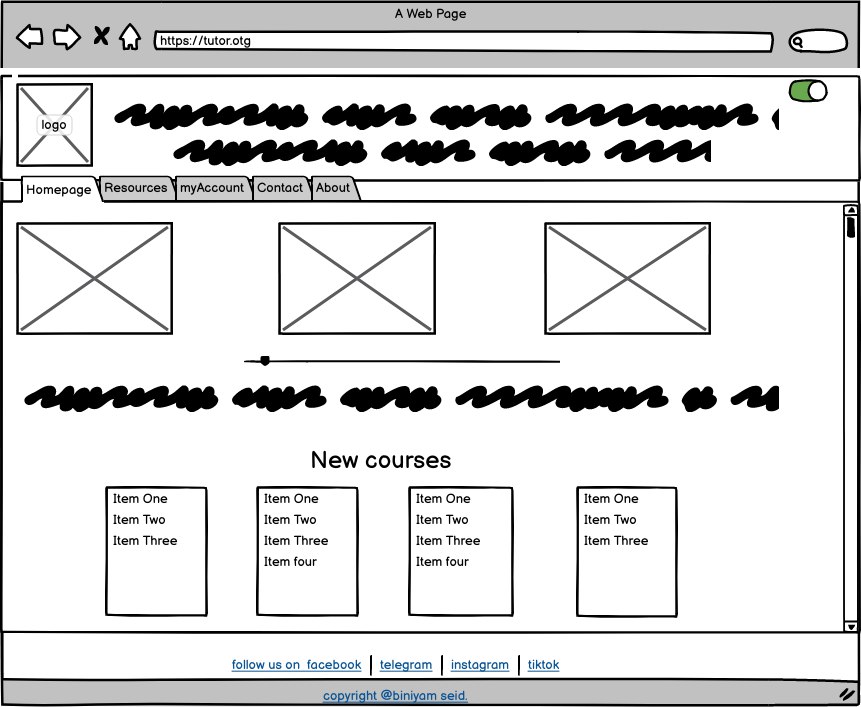 A Web Page
https://tutor.otg
logo
Homepage Resources myAccount Contact About
New courses
Item One
Item Two
Item Three
Item One
Item Two
Item Three
Item four
Item One
Item Two
Item Three
Item four
Item One
Item Two
Item Three
follow us on facebook | telegram | instagram | tiktok
copyright @biniyam seid.